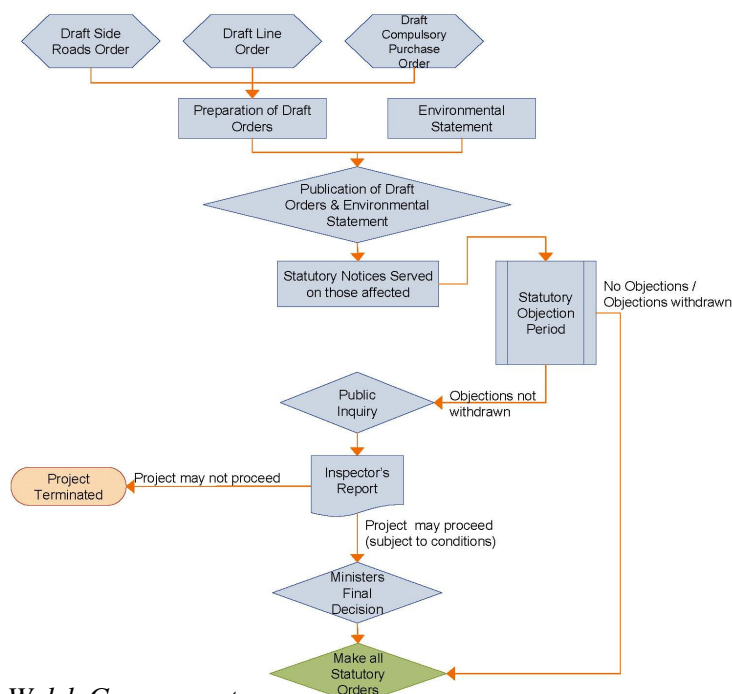 Draft Side
Roads Order
Draft Line
Order
Draft
Compulsory
Purchase
Order
Preparation of Draft
Orders
Environmental
Statement
Publication of Draft
Orders & Environmental
Statement
Statutory Notices Served
on those affected
Statutory
Objection
Period
No Objections /
Objections withdrawn
Public
Inquiry
Objections not
withdrawn
Inspector's
Report
Project may not proceed
Project
Terminated
Project may proceed
(subject to conditions)
Ministers
Final
Decision
Make all
Statutory
Orders